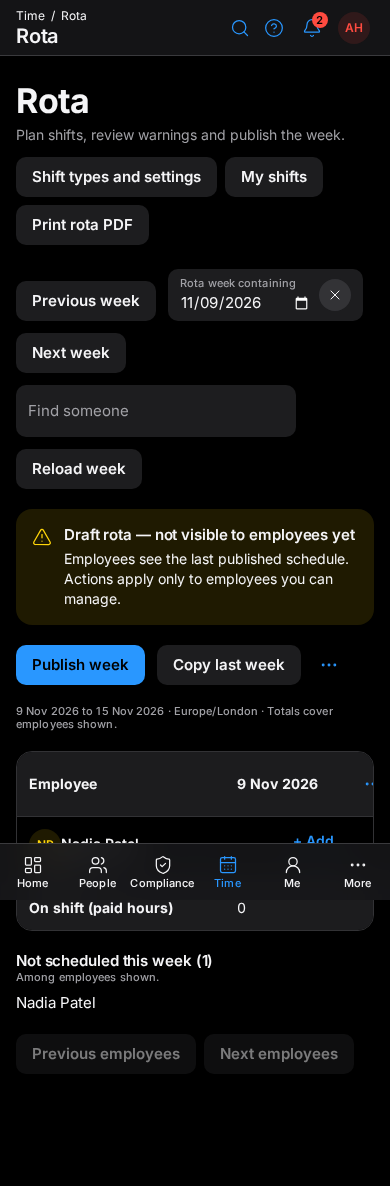 Time / Rota
Rota
2
AH
Rota
Plan shifts, review warnings and publish the week.
Shift types and settings
My shifts
Print rota PDF
Previous week
Rota week containing
11/09/2026
Next week
Find someone
Reload week
Draft rota — not visible to employees yet
Employees see the last published schedule.
Actions apply only to employees you can
manage.
Publish week
Copy last week
9 Nov 2026 to 15 Nov 2026 · Europe/London · Totals cover
employees shown.
Employee
9 Nov 2026
NP
Nadia Patel
+ Add
Home
People
Compliance
Time
Me
More
On shift (paid hours)
0
Not scheduled this week (1)
Among employees shown.
Nadia Patel
Previous employees
Next employees